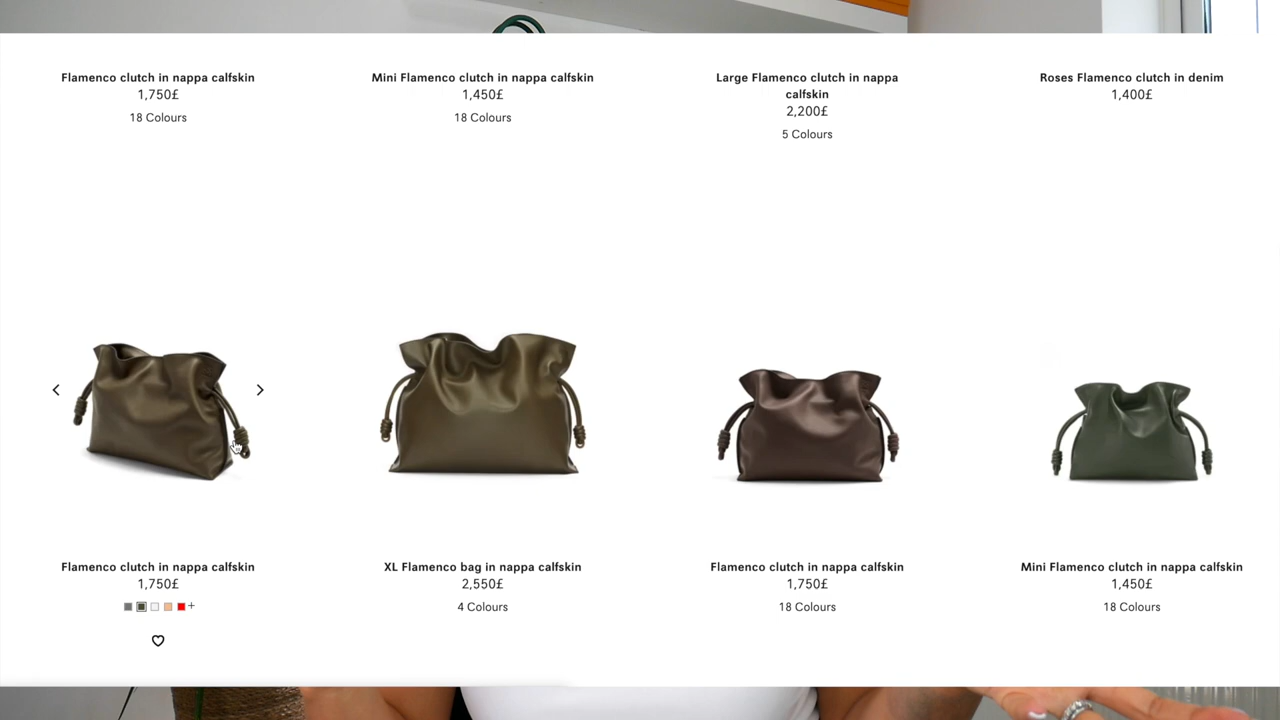 Flamenco clutch in nappa calfskin
1,750£
18 Colours
Mini Flamenco clutch in nappa calfskin
1,450£
18 Colours
Large Flamenco clutch in nappa
calfskin
2,200£
5 Colours
Roses Flamenco clutch in denim
1,400£
Flamenco clutch in nappa calfskin
1,750£
+
XL Flamenco bag in nappa calfskin
2,550£
4 Colours
Flamenco clutch in nappa calfskin
1,750£
18 Colours
Mini Flamenco clutch in nappa calfskin
1,450£
18 Colours